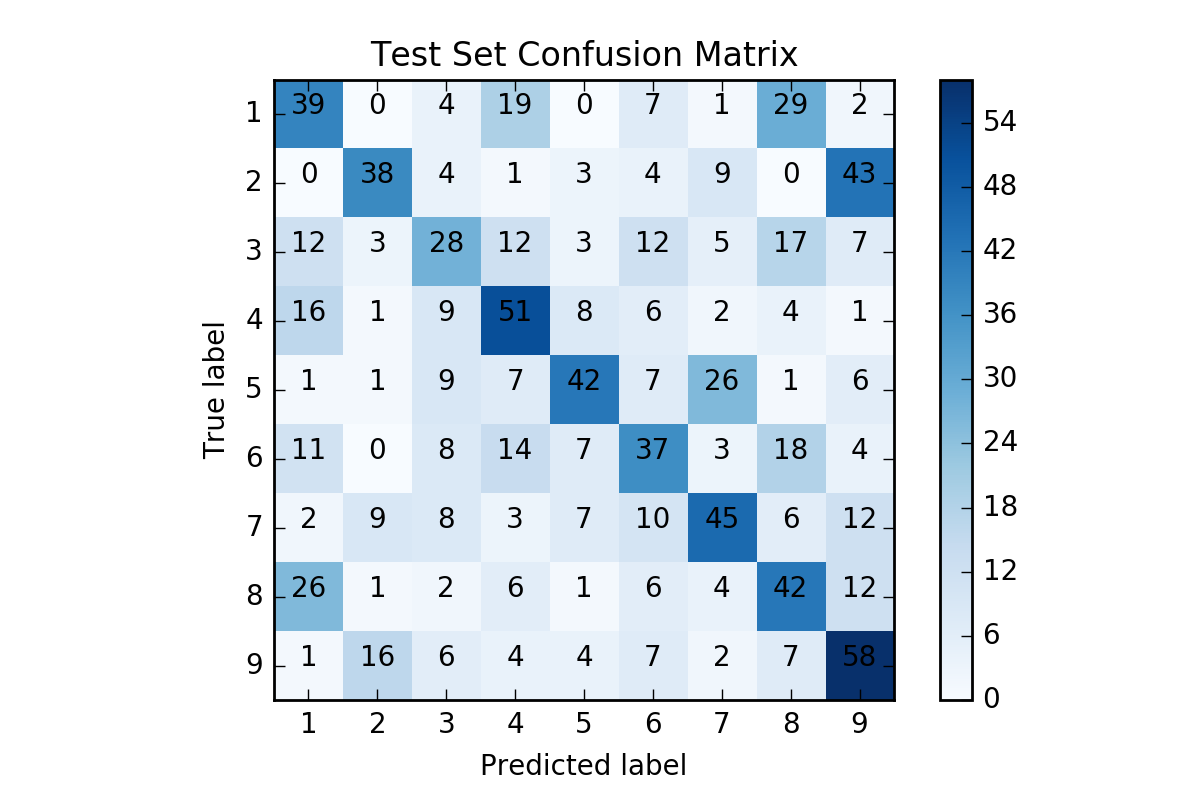 Test Set Confusion Matrix
1 39 0 4 19 0 7 1 29 2
2 0 38 4 1 3 4 9 0 43
3 12 3 28 12 3 12 5 17 7
4 16 1 9 51 8 6 2 4 1
5 1 1 9 7 42 7 26 1 6
6 11 0 8 14 7 37 3 18 4
7 2 9 8 3 7 10 45 6 12
8 26 1 2 6 1 6 4 42 12
9 1 16 6 4 4 7 2 7 58
1 2 3 4 5 6 7 8 9
Predicted label
True label
54
48
42
36
30
24
18
12
6
0